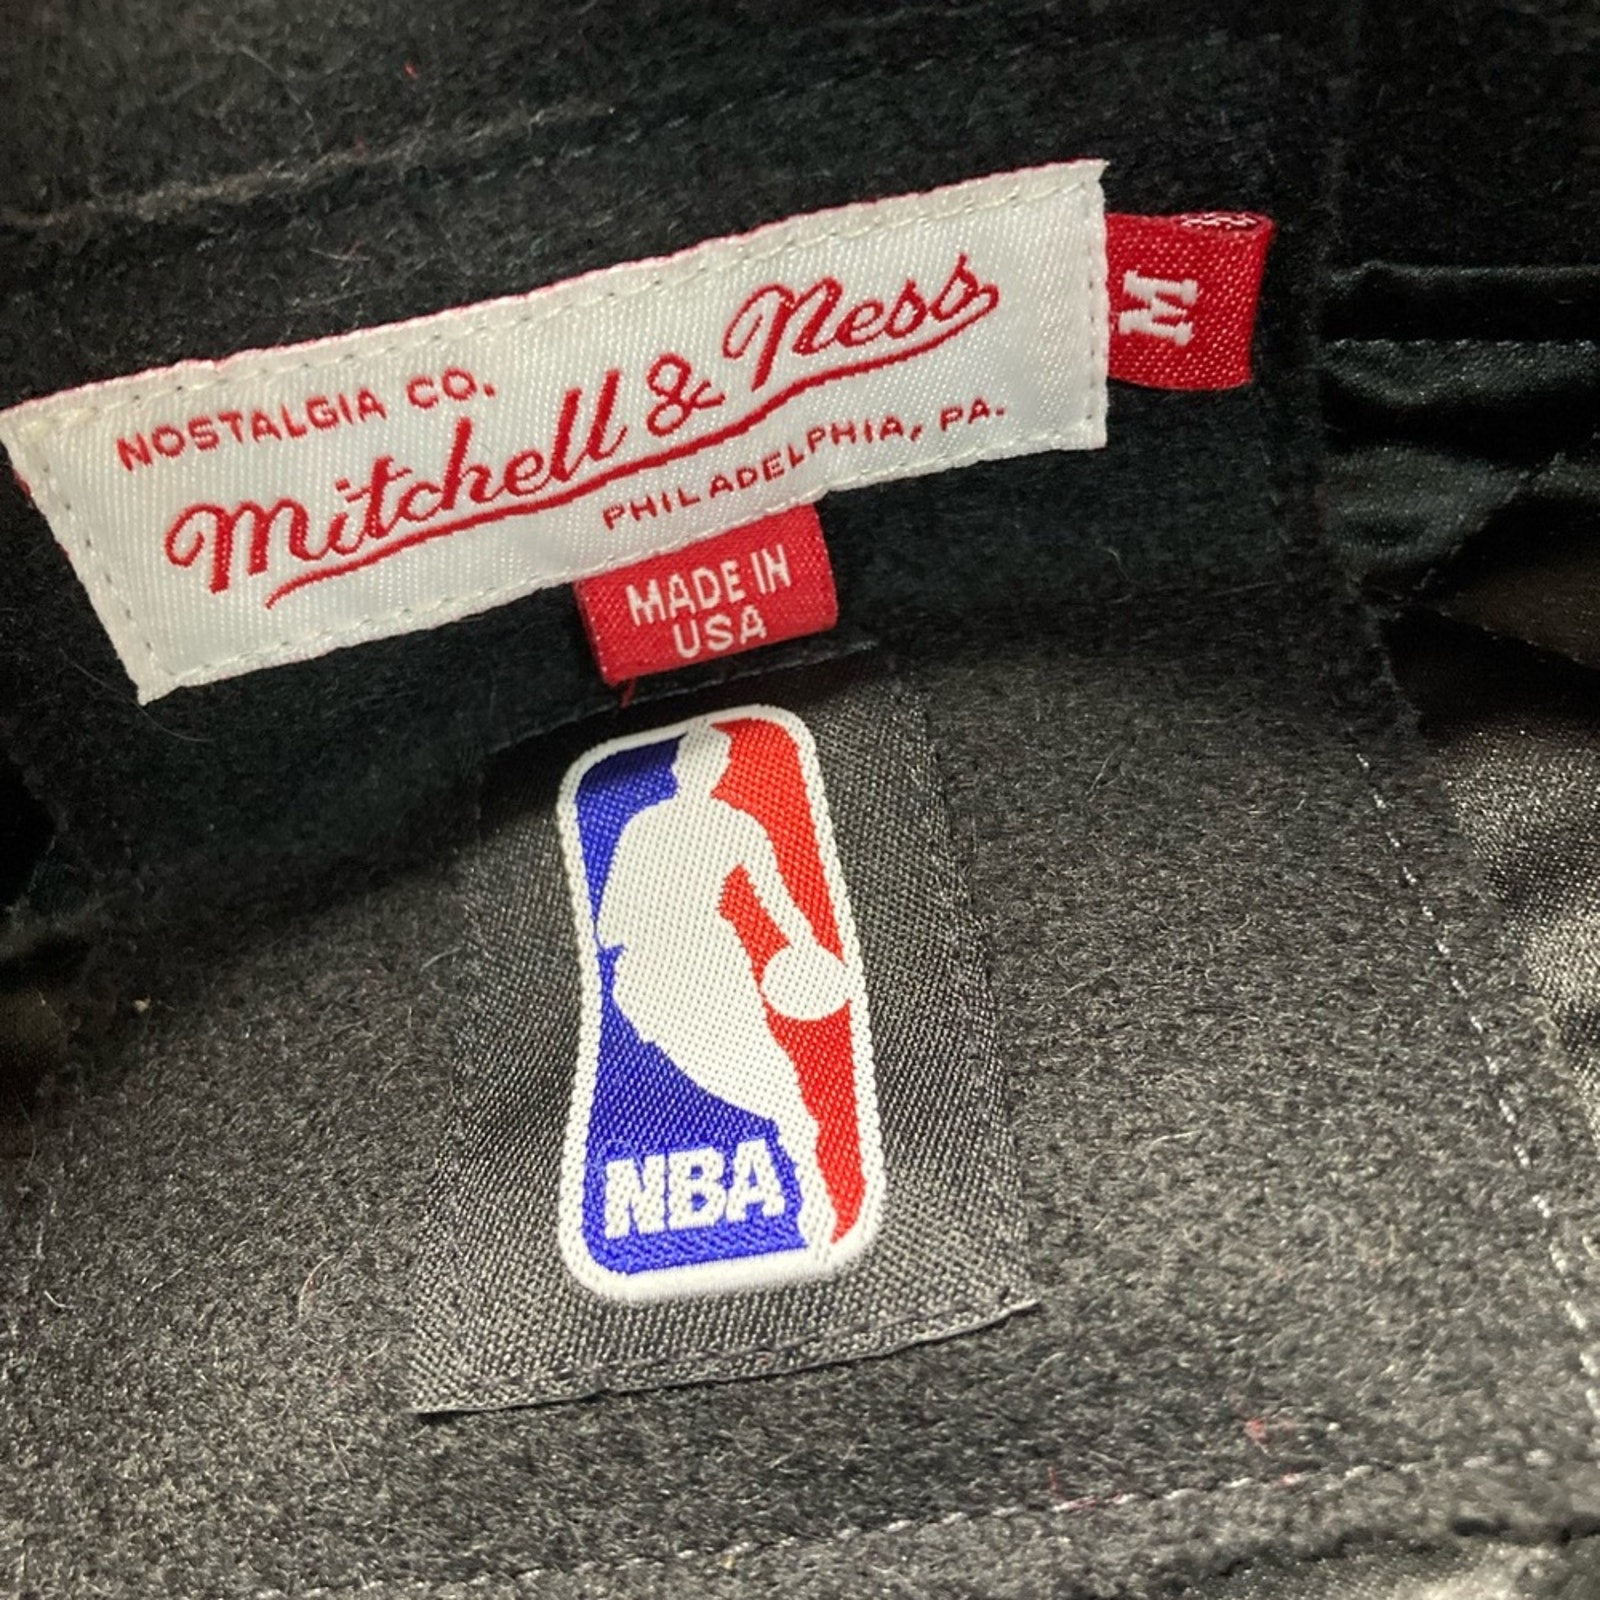 NOSTALGIA CO.
Mitchell & Ness
PHILADELPHIA, PA.
M
MADE IN
USA
NBA